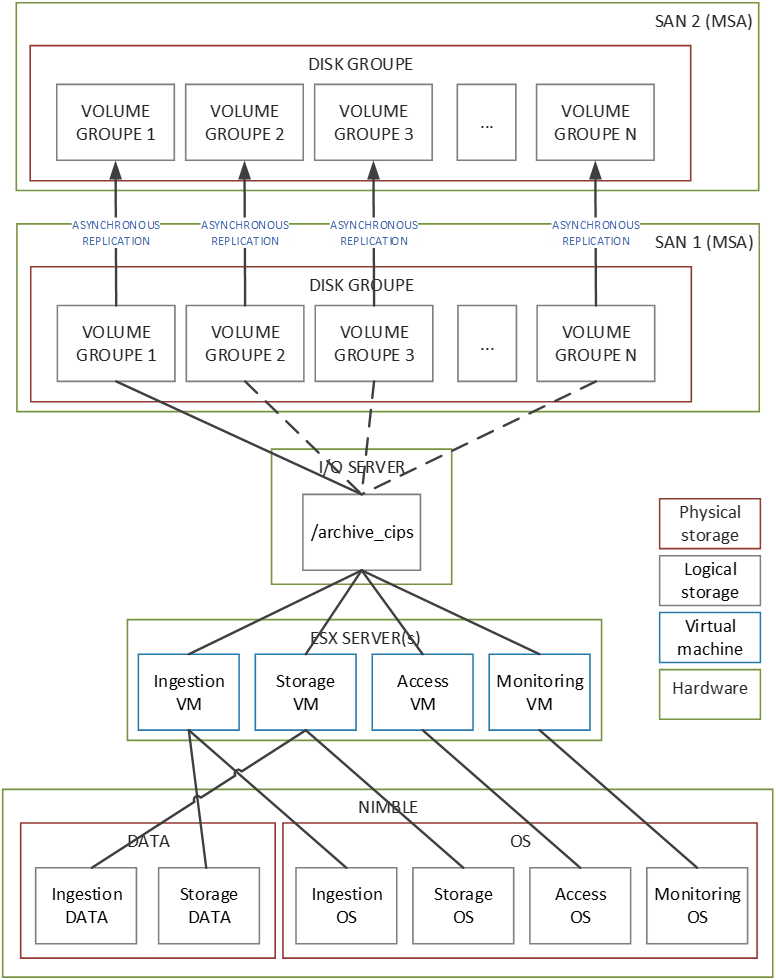 SAN 2 (MSA)
DISK GROUPE
VOLUME
GROUPE 1
VOLUME
GROUPE 2
VOLUME
GROUPE 3
...
VOLUME
GROUPE N
ASYNCHRONOUS
REPLICATION
ASYNCHRONOUS
REPLICATION
ASYNCHRONOUS
REPLICATION
ASYNCHRONOUS
REPLICATION
SAN 1 (MSA)
DISK GROUPE
VOLUME
GROUPE 1
VOLUME
GROUPE 2
VOLUME
GROUPE 3
...
VOLUME
GROUPE N
I/O SERVER
/archive_cips
Physical
storage
Logical
storage
Virtual
machine
Hardware
ESX SERVER(s)
Ingestion
VM
Storage
VM
Access
VM
Monitoring
VM
NIMBLE
DATA
Ingestion
DATA
Storage
DATA
OS
Ingestion
OS
Storage
OS
Access
OS
Monitoring
OS